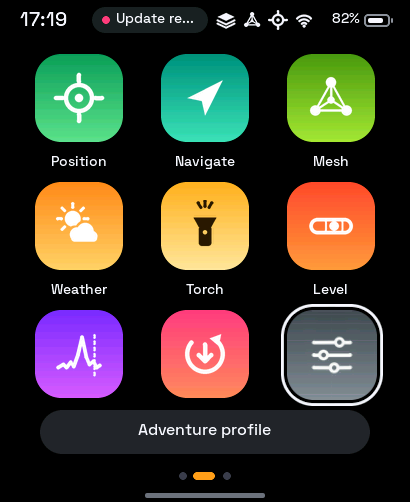 17:19 Update re... 82%
Position Navigate Mesh
Weather Torch Level
Adventure profile